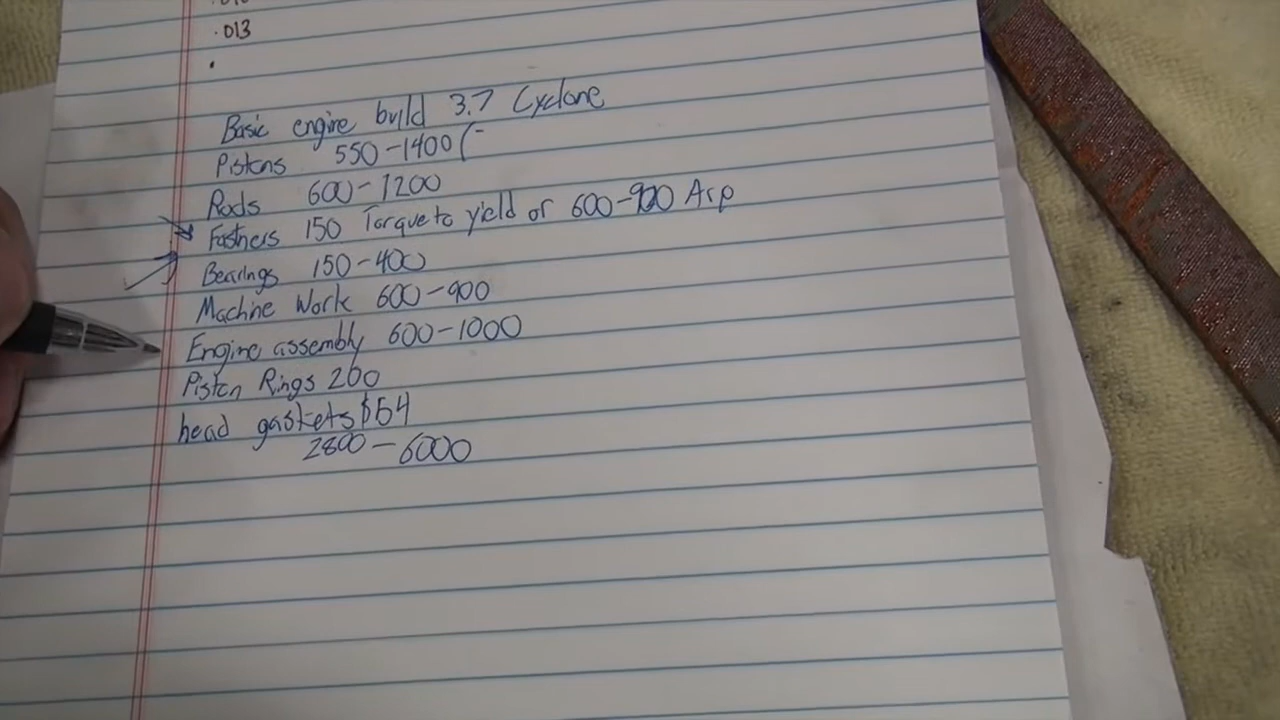 .013
.
Basic engine build 3.7 Cyclone
Pistons 550-1400 (-
Rods 600-1200
Fastners 150 Torque to yield or 600-900 Arp
Bearings 150-400
Machine Work 600-900
Engine assembly 600-1000
Piston Rings 200
head gaskets $54
2800-6000